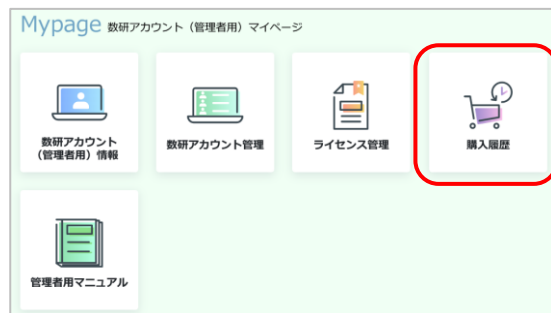 Mypage 数研アカウント（管理者用）マイページ
数研アカウント
（管理者用）情報
数研アカウント管理
ライセンス管理
購入履歴
管理者用マニュアル